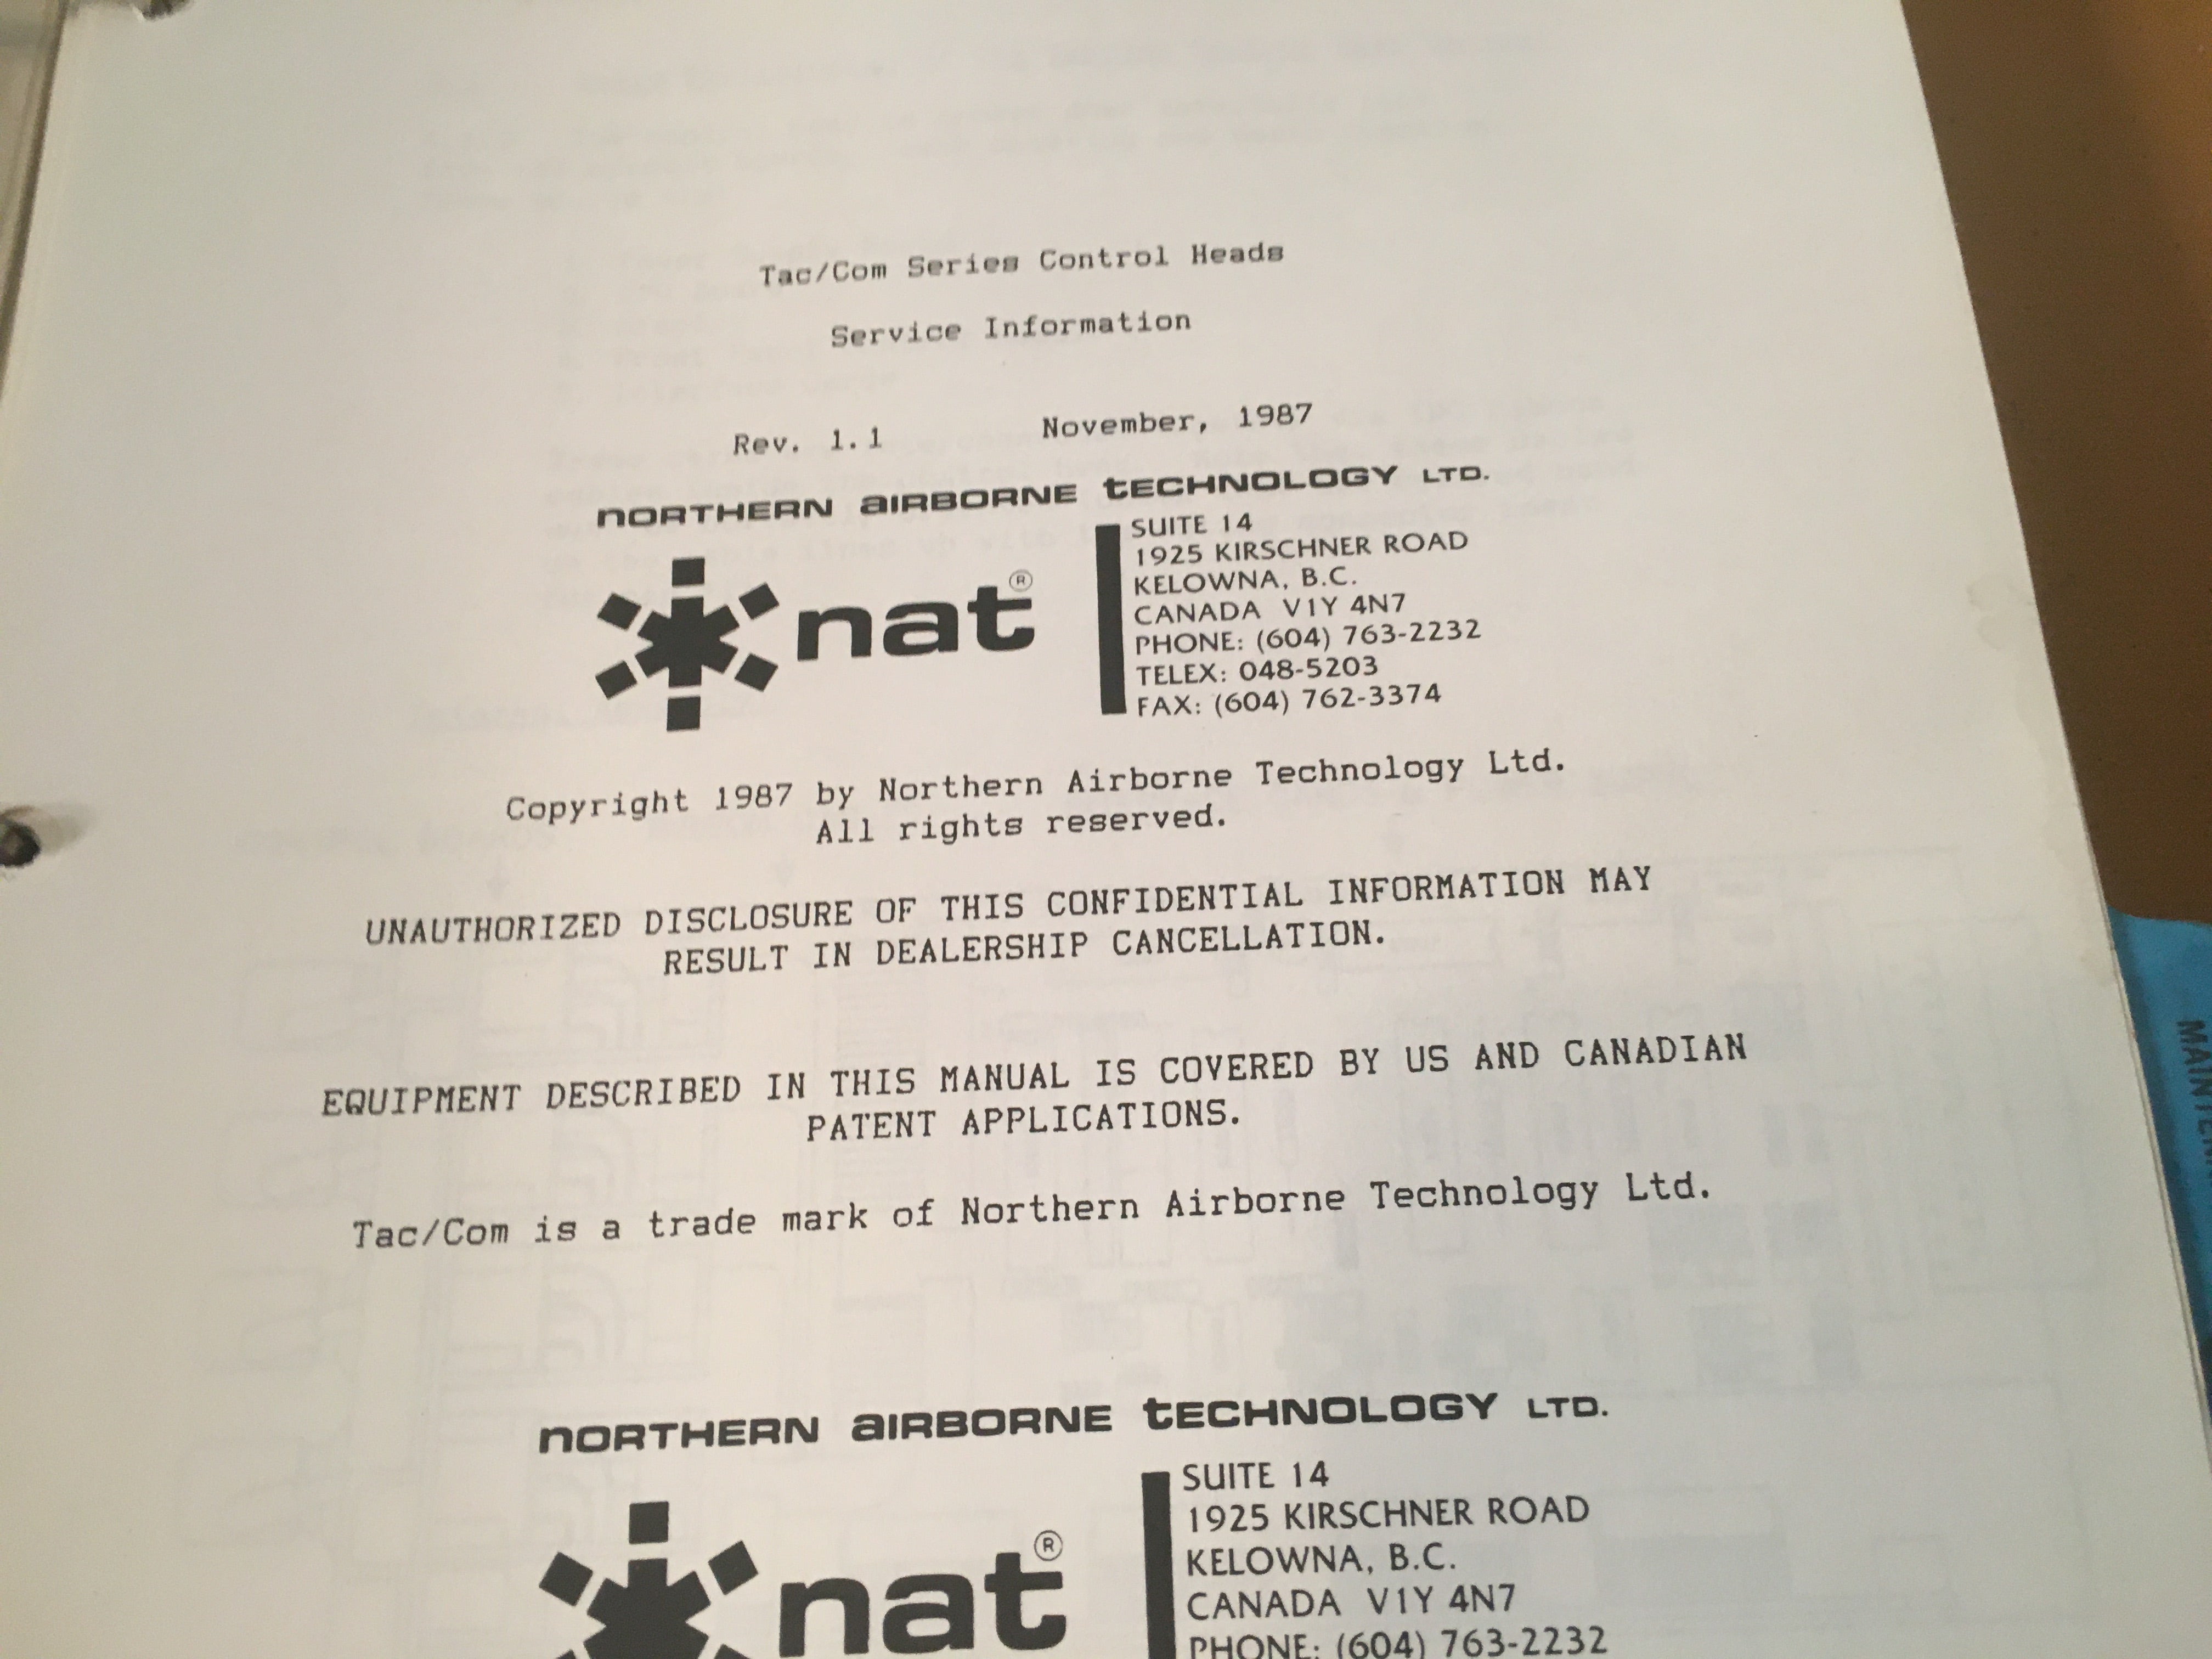 Tac/Com Series Control Heads
Service Information
Rev. 1.1 November, 1987
NORTHERN AIRBORNE TECHNOLOGY LTD.
nat®
SUITE 14
1925 KIRSCHNER ROAD
KELOWNA, B.C.
CANADA V1Y 4N7
PHONE: (604) 763-2232
TELEX: 048-5203
FAX: (604) 762-3374
Copyright 1987 by Northern Airborne Technology Ltd.
All rights reserved.
UNAUTHORIZED DISCLOSURE OF THIS CONFIDENTIAL INFORMATION MAY
RESULT IN DEALERSHIP CANCELLATION.
EQUIPMENT DESCRIBED IN THIS MANUAL IS COVERED BY US AND CANADIAN
PATENT APPLICATIONS.
Tac/Com is a trade mark of Northern Airborne Technology Ltd.
NORTHERN AIRBORNE TECHNOLOGY LTD.
nat®
SUITE 14
1925 KIRSCHNER ROAD
KELOWNA, B.C.
CANADA V1Y 4N7
PHONE: (604) 763-2232